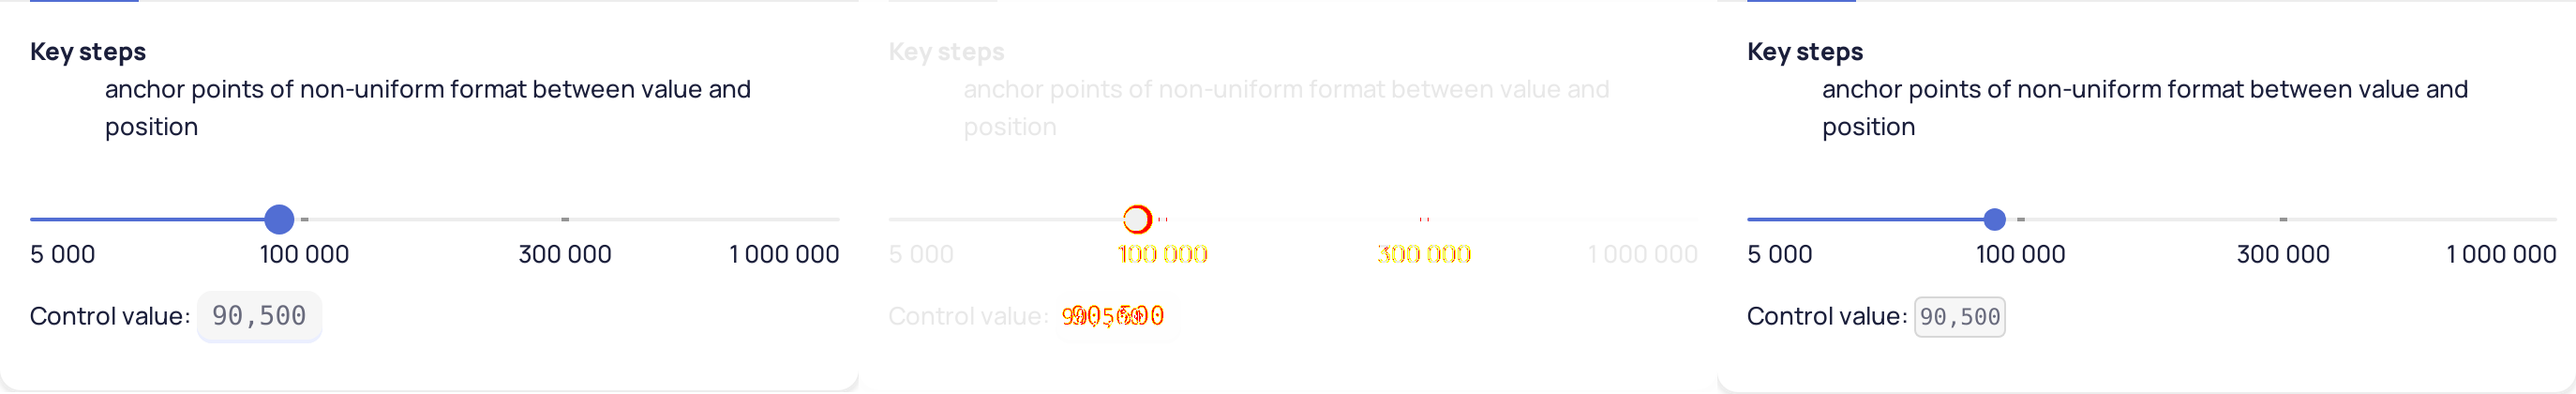 Key steps
anchor points of non-uniform format between value and
position
5 000 100 000 300 000 1 000 000
Control value: 90,500
Key steps
anchor points of non-uniform format between value and
position
5 000 100 000 300 000 1 000 000
Control value:
Key steps
anchor points of non-uniform format between value and
position
5 000 100 000 300 000 1 000 000
Control value: 90,500